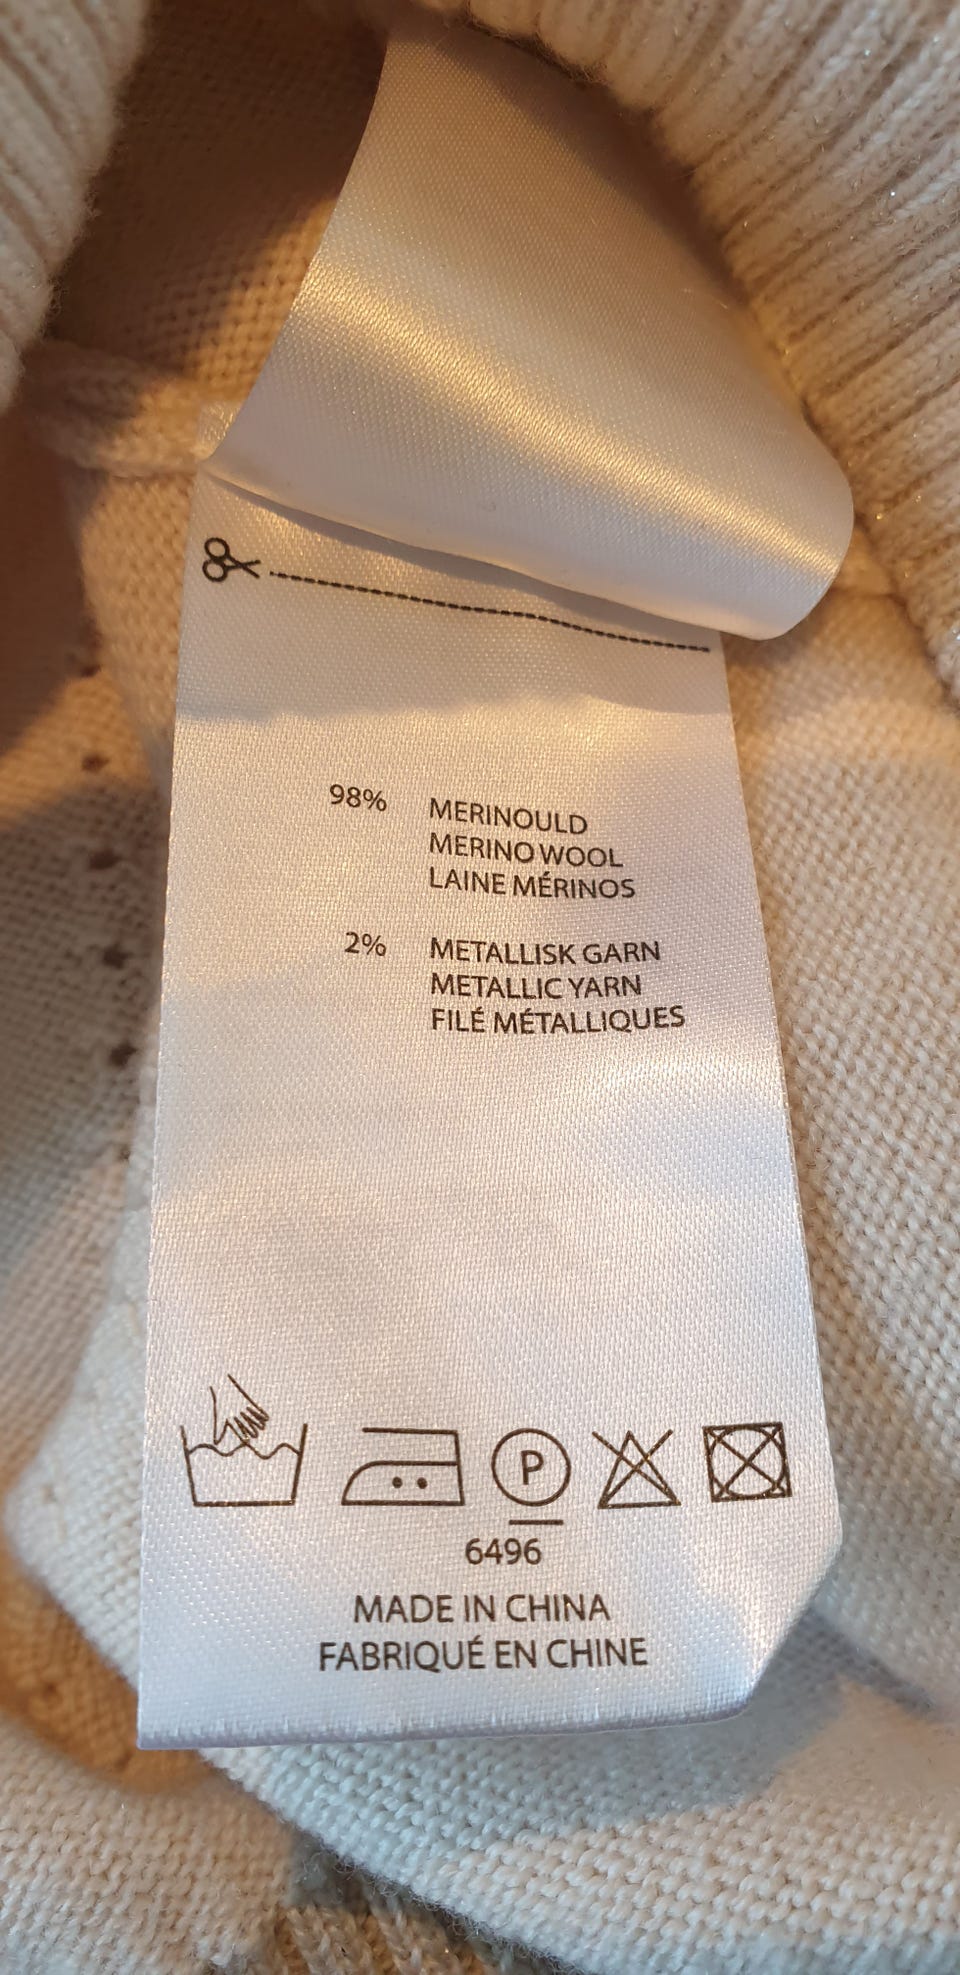 98% MERINOULD
MERINO WOOL
LAINE MÉRINOS
2% METALLISK GARN
METALLIC YARN
FILÉ MÉTALLIQUES
P
6496
MADE IN CHINA
FABRIQUÉ EN CHINE